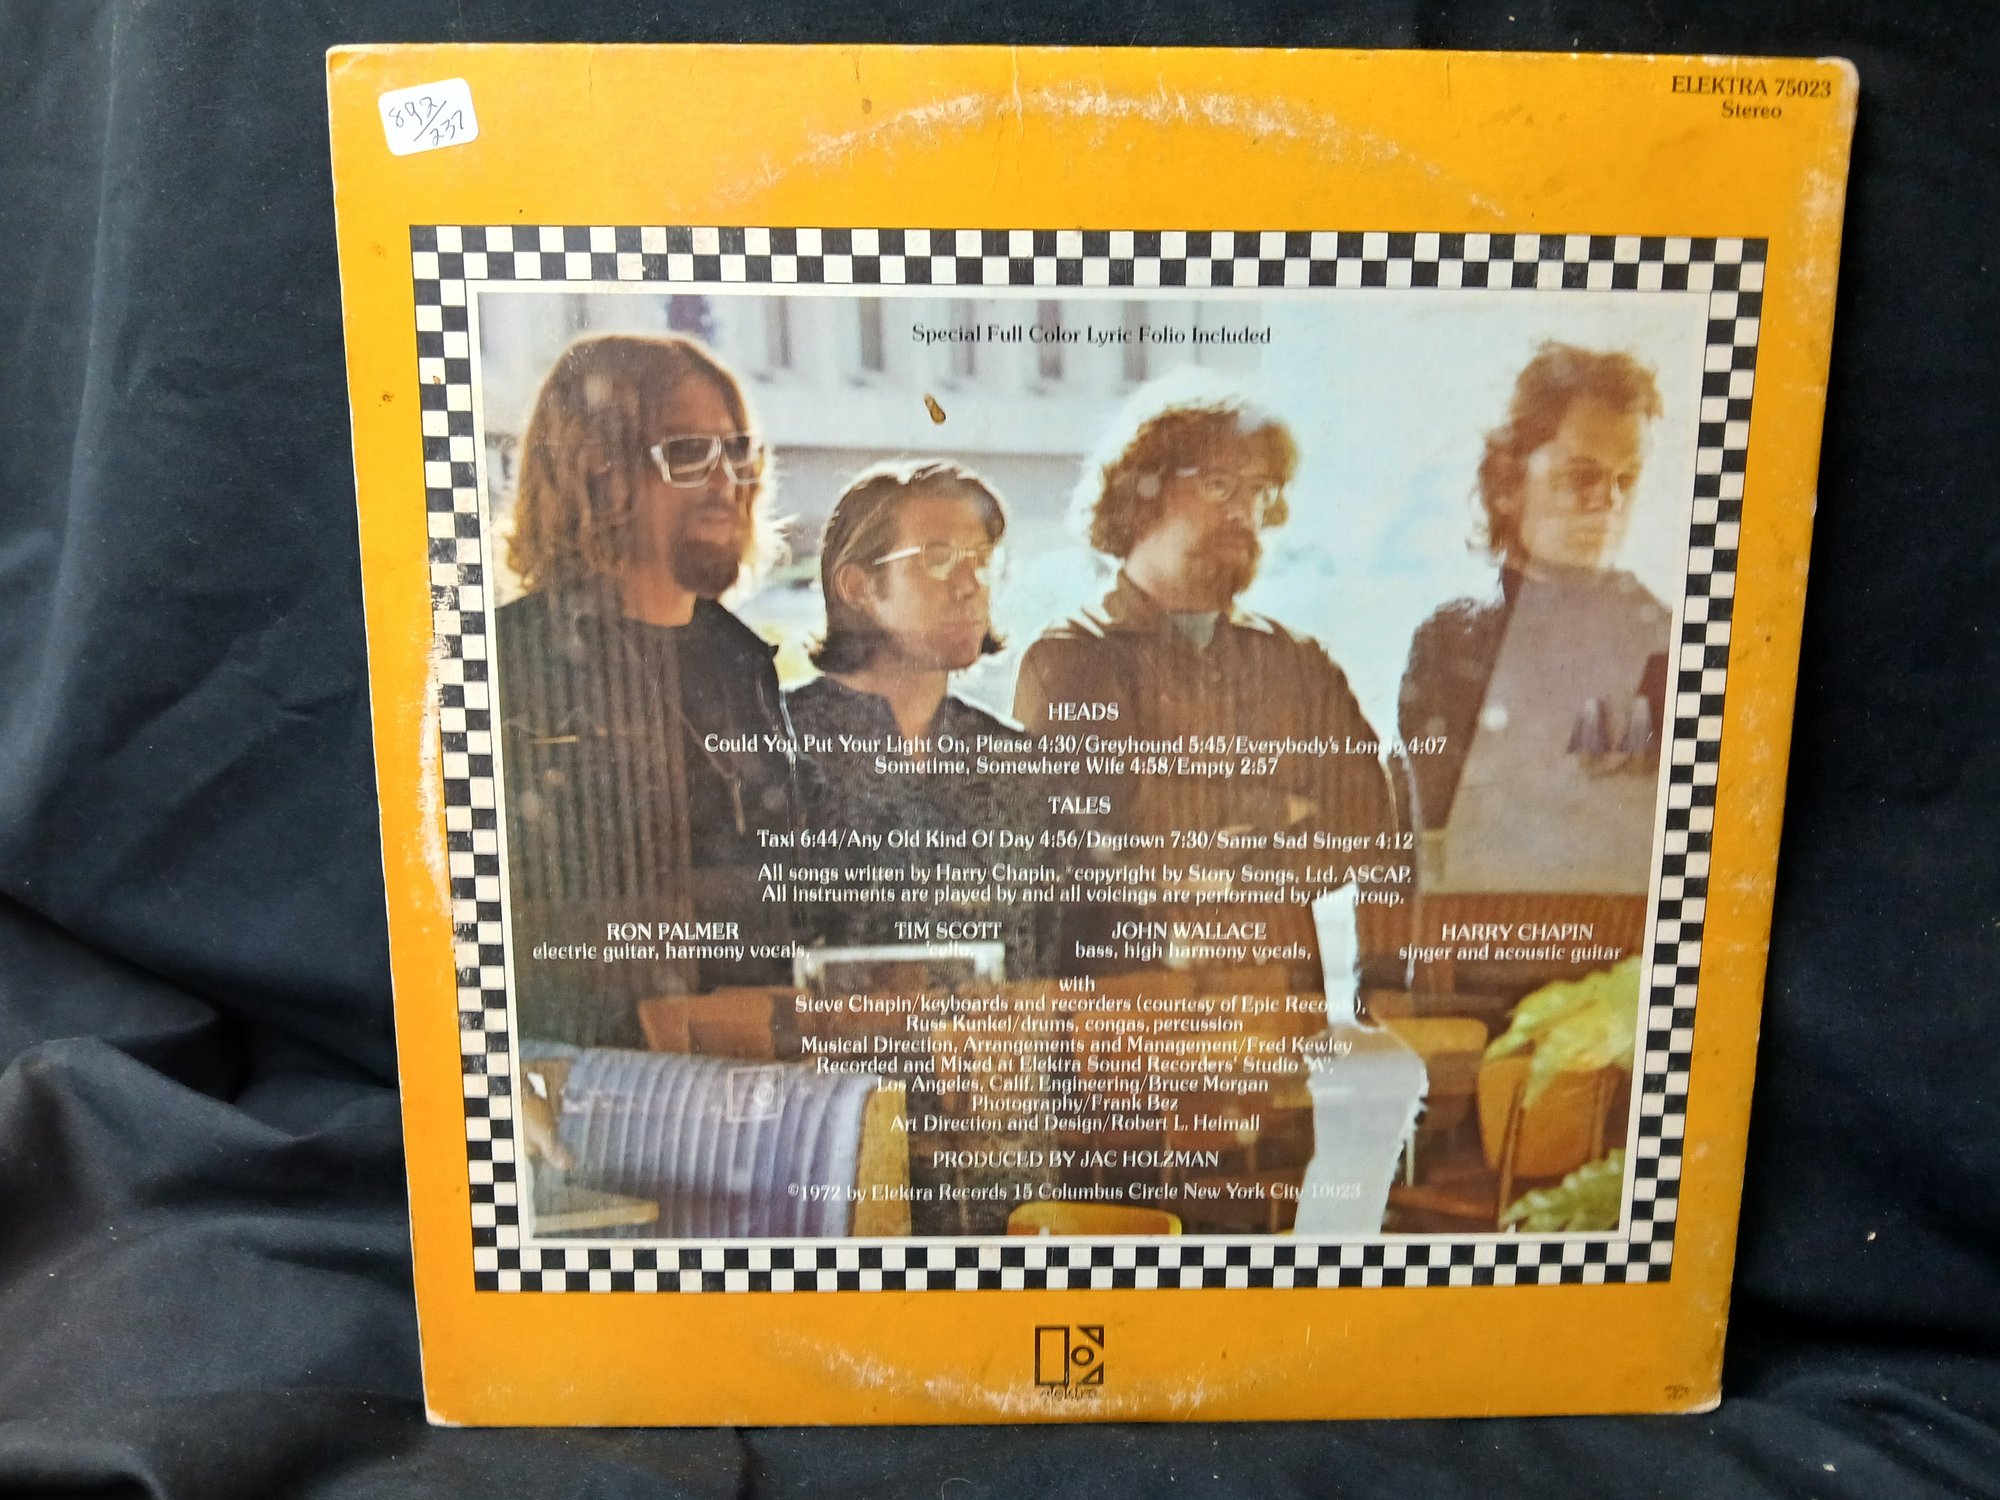 892/237
ELEKTRA 75023
Stereo
Special Full Color Lyric Folio Included
HEADS
Could You Put Your Light On, Please 4:30/Greyhound 5:45/Everybody's Lonely 4:07
Sometime, Somewhere Wife 4:58/Empty 2:57
TALES
Taxi 6:44/Any Old Kind Of Day 4:56/Dogtown 7:30/Same Sad Singer 4:12
All songs written by Harry Chapin, *copyright by Story Songs, Ltd. ASCAP.
All instruments are played by and all voicings are performed by the group.
RON PALMER TIM SCOTT JOHN WALLACE HARRY CHAPIN
electric guitar, harmony vocals, 'cello, bass, high harmony vocals, singer and acoustic guitar
with
Steve Chapin/keyboards and recorders (courtesy of Epic Records),
Russ Kunkel/drums, congas, percussion
Musical Direction, Arrangements and Management/Fred Kewley
Recorded and Mixed at Elektra Sound Recorders' Studio "A",
Los Angeles, Calif. Engineering/Bruce Morgan
Photography/Frank Bez
Art Direction and Design/Robert L. Heimall
PRODUCED BY JAC HOLZMAN
©1972 by Elektra Records 15 Columbus Circle New York City 10023
elektra